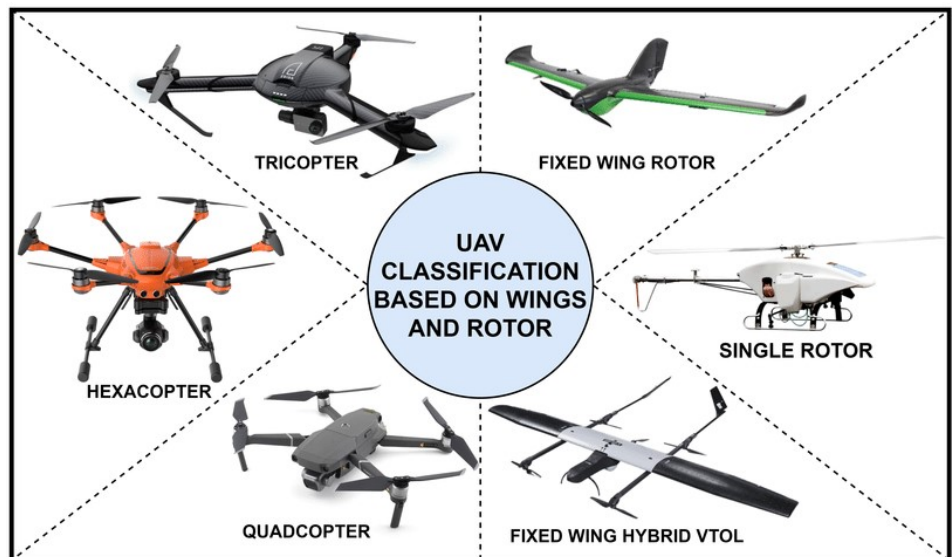 TRICOPTER
FIXED WING ROTOR
UAV
CLASSIFICATION
BASED ON WINGS
AND ROTOR
HEXACOPTER
SINGLE ROTOR
QUADCOPTER
FIXED WING HYBRID VTOL